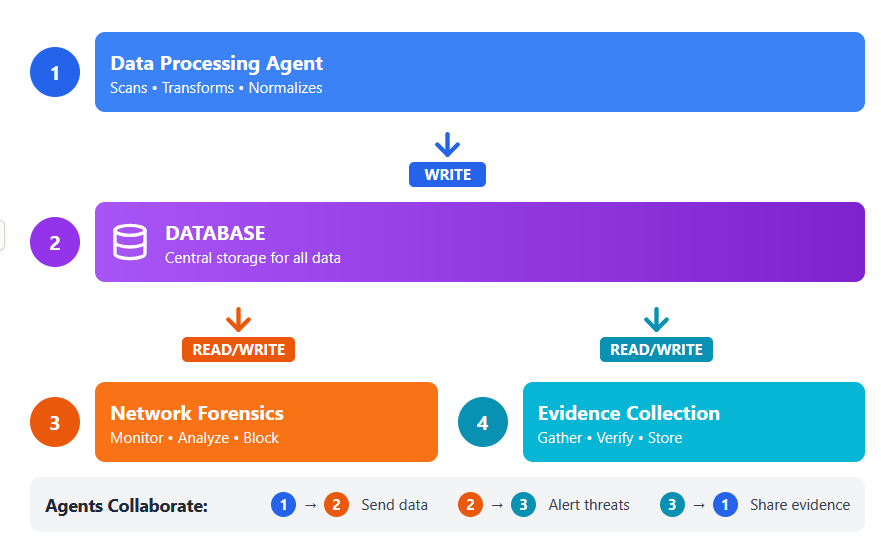 1
Data Processing Agent
Scans • Transforms • Normalizes
WRITE
2
DATABASE
Central storage for all data
READ/WRITE
READ/WRITE
3
Network Forensics
Monitor • Analyze • Block
4
Evidence Collection
Gather • Verify • Store
Agents Collaborate: 1 → 2 Send data 2 → 3 Alert threats 3 → 1 Share evidence